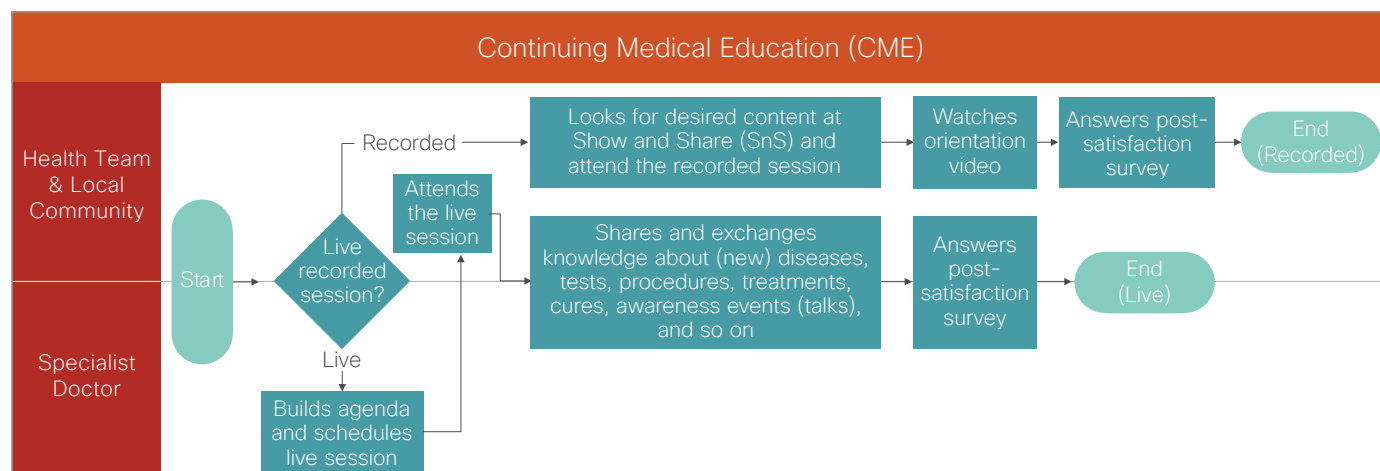 Continuing Medical Education (CME)
Health Team
& Local
Community
Specialist
Doctor
Start
Live
recorded
session?
Recorded
Live
Looks for desired content at
Show and Share (SnS) and
attend the recorded session
Watches
orientation
video
Answers post-
satisfaction
survey
End
(Recorded)
Builds agenda
and schedules
live session
Attends
the live
session
Shares and exchanges
knowledge about (new) diseases,
tests, procedures, treatments,
cures, awareness events (talks),
and so on
Answers
post-
satisfaction
survey
End
(Live)